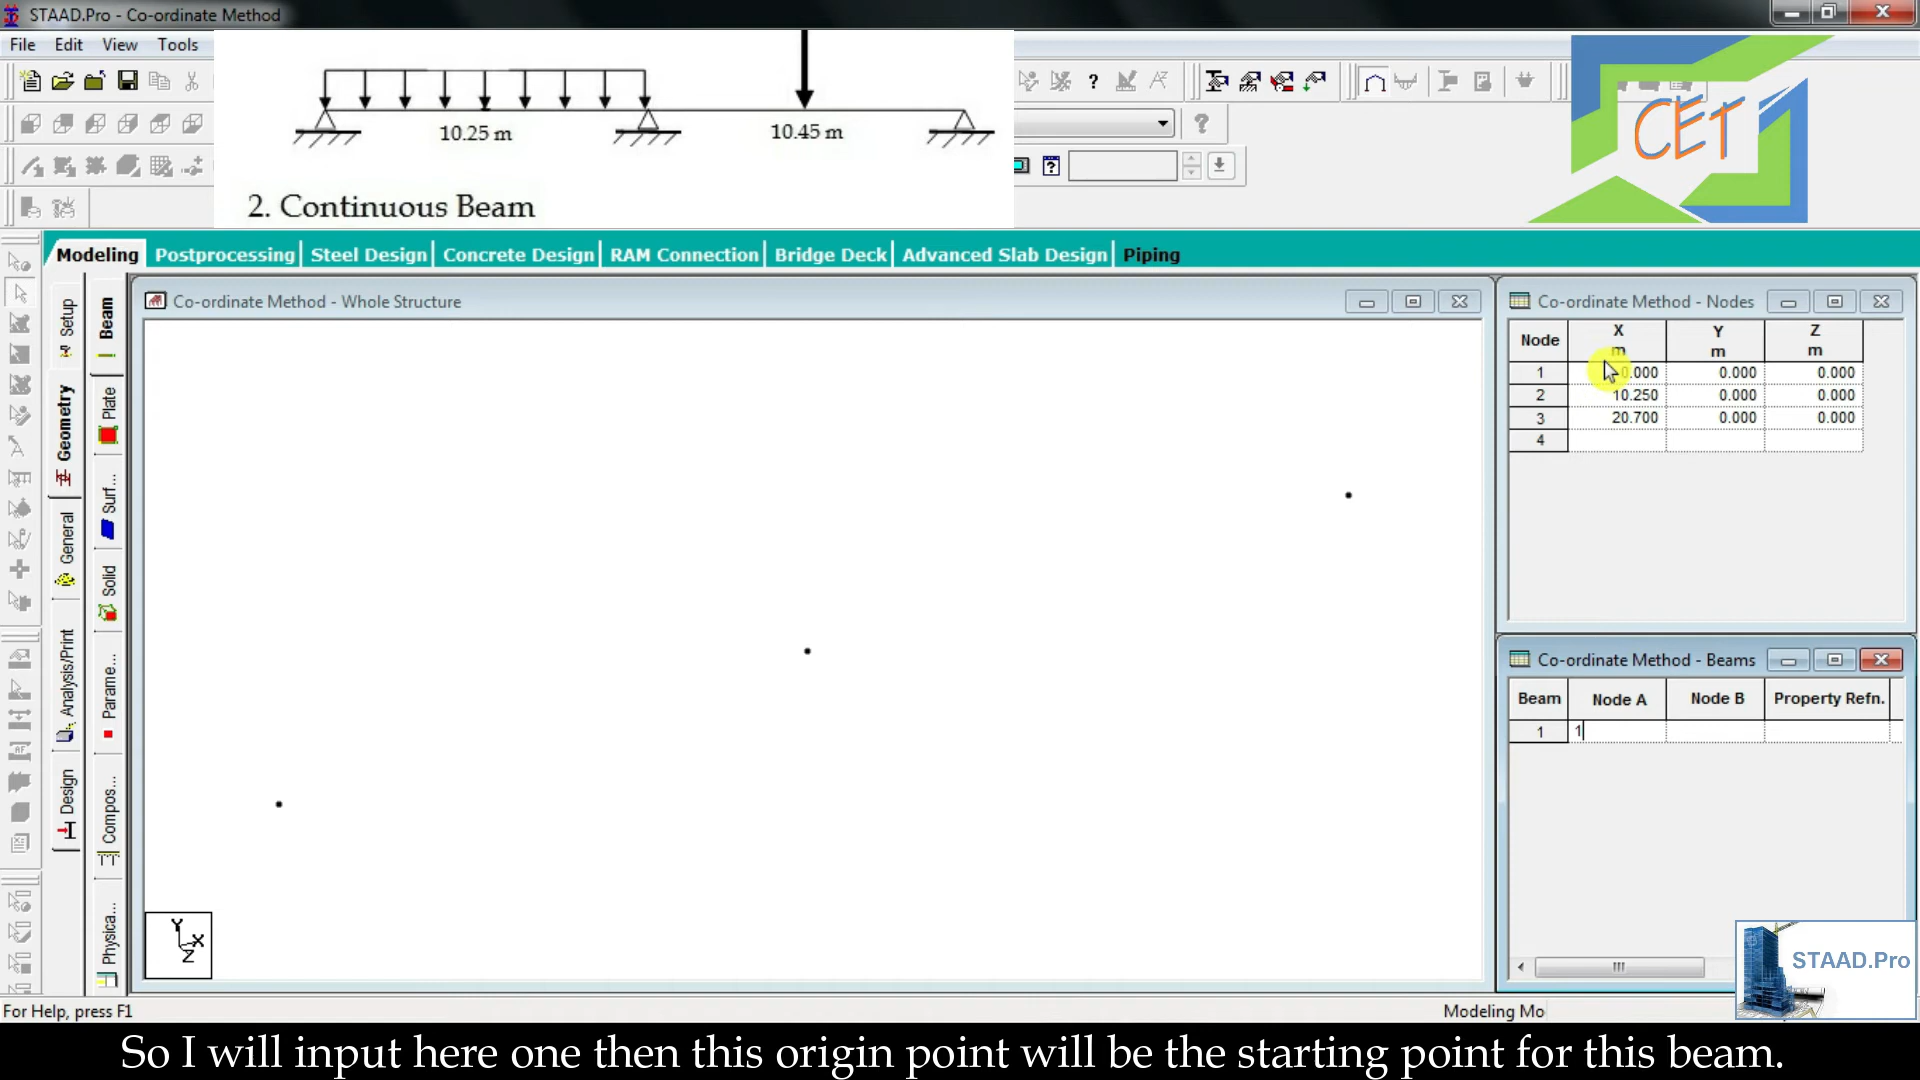 STAAD.Pro - Co-ordinate Method
File Edit View Tools
10.25 m
10.45 m
2. Continuous Beam
CET
Modeling Postprocessing Steel Design Concrete Design RAM Connection Bridge Deck Advanced Slab Design Piping
Setup
Geometry
General
Analysis/Print
Design
Beam
Plate
Surf...
Solid
Parame...
Compos...
Physica...
Co-ordinate Method - Whole Structure
Y
X
Z
Co-ordinate Method - Nodes
Node X m Y m Z m
1 0.000 0.000 0.000
2 10.250 0.000 0.000
3 20.700 0.000 0.000
4
Co-ordinate Method - Beams
Beam Node A Node B Property Refn.
1 1
STAAD.Pro
For Help, press F1
Modeling Mo
So I will input here one then this origin point will be the starting point for this beam.